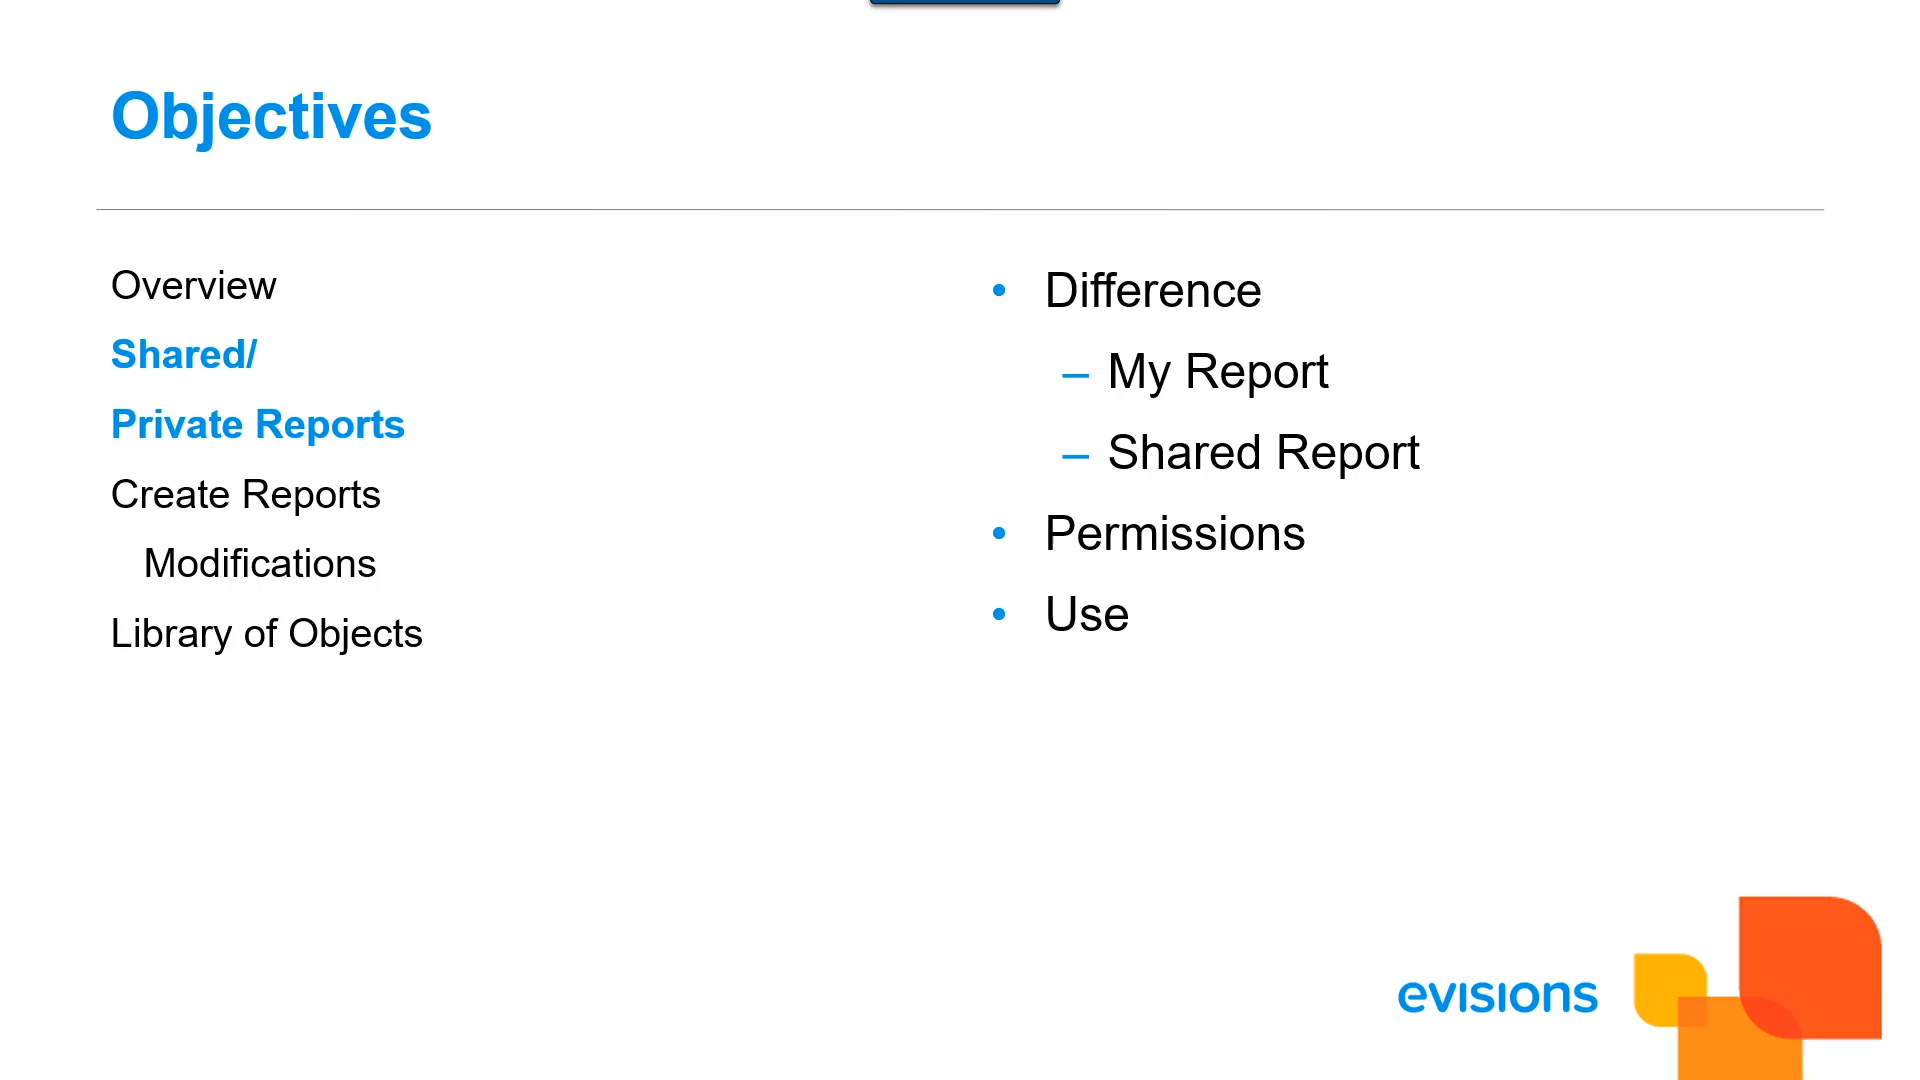 Objectives
Overview
Shared/
Private Reports
Create Reports
Modifications
Library of Objects
• Difference
– My Report
– Shared Report
• Permissions
• Use
evisions